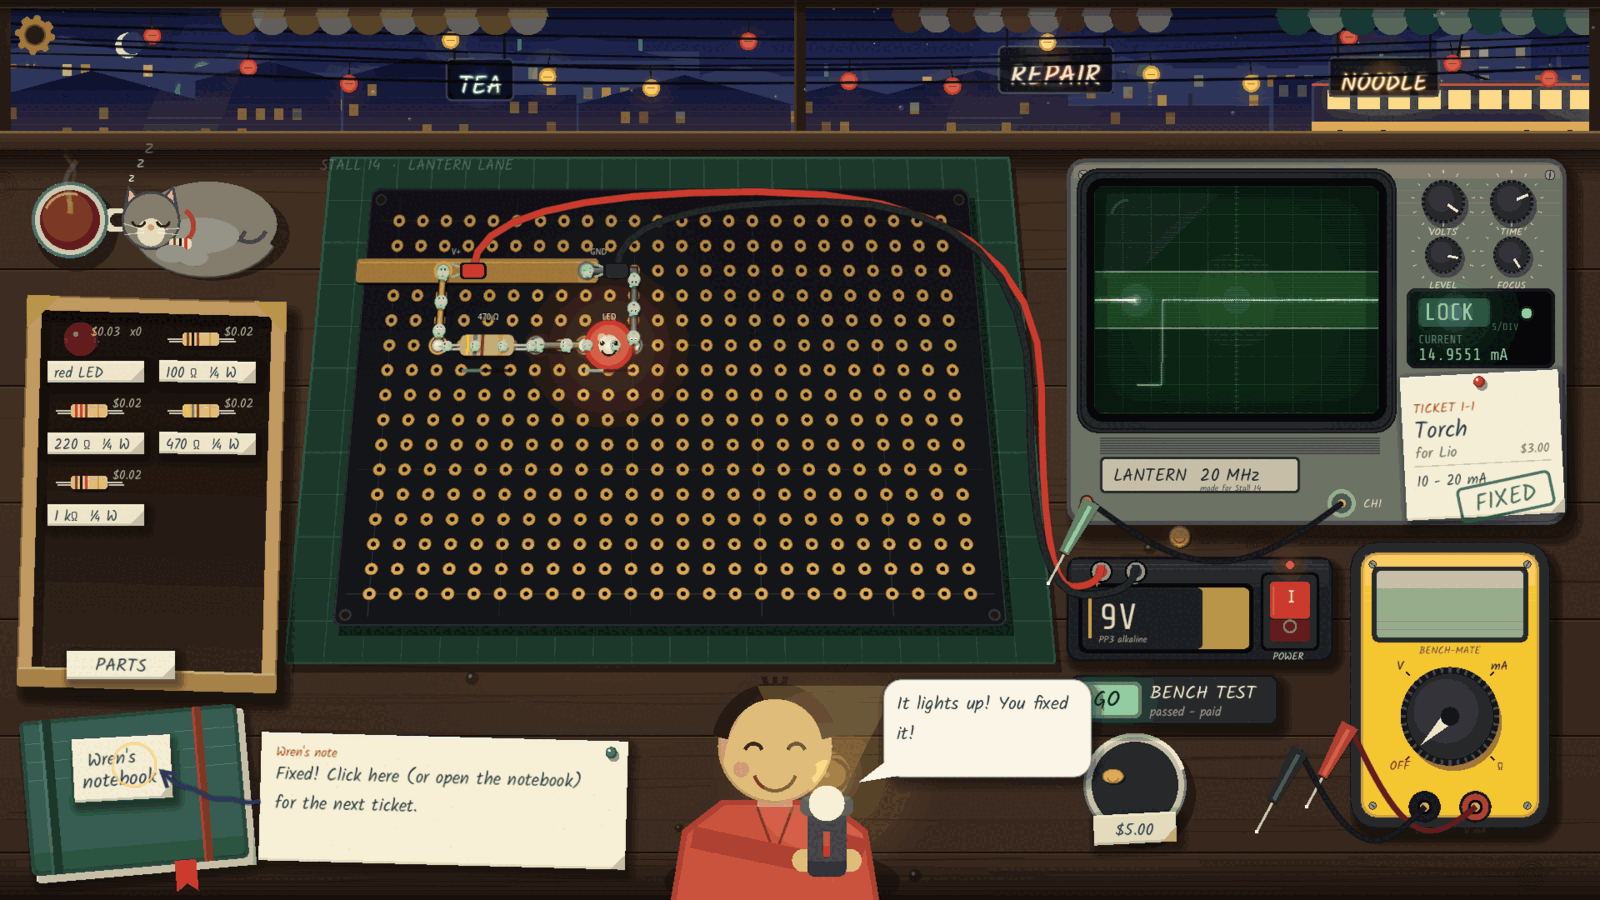 TEA
REPAIR
NOODLE
z
z
z
STALL 14 · LANTERN LANE
V+
GND
470 Ω
LED
$0.03 x0
$0.02
red LED
100 Ω ¼ W
$0.02
$0.02
220 Ω ¼ W
470 Ω ¼ W
$0.02
1 kΩ ¼ W
PARTS
VOLTS
TIME
LEVEL
FOCUS
LOCK
S/DIV
CURRENT
14.9551 mA
TICKET 1-1
Torch
for Lio
$3.00
10 - 20 mA
FIXED
LANTERN 20 MHz
made for Stall 14
CH1
9V
PP3 alkaline
I
POWER
GO
BENCH TEST
passed - paid
BENCH-MATE
V
mA
OFF
Ω
Wren's
notebook
Wren's note
Fixed! Click here (or open the notebook)
for the next ticket.
It lights up! You fixed
it!
$5.00